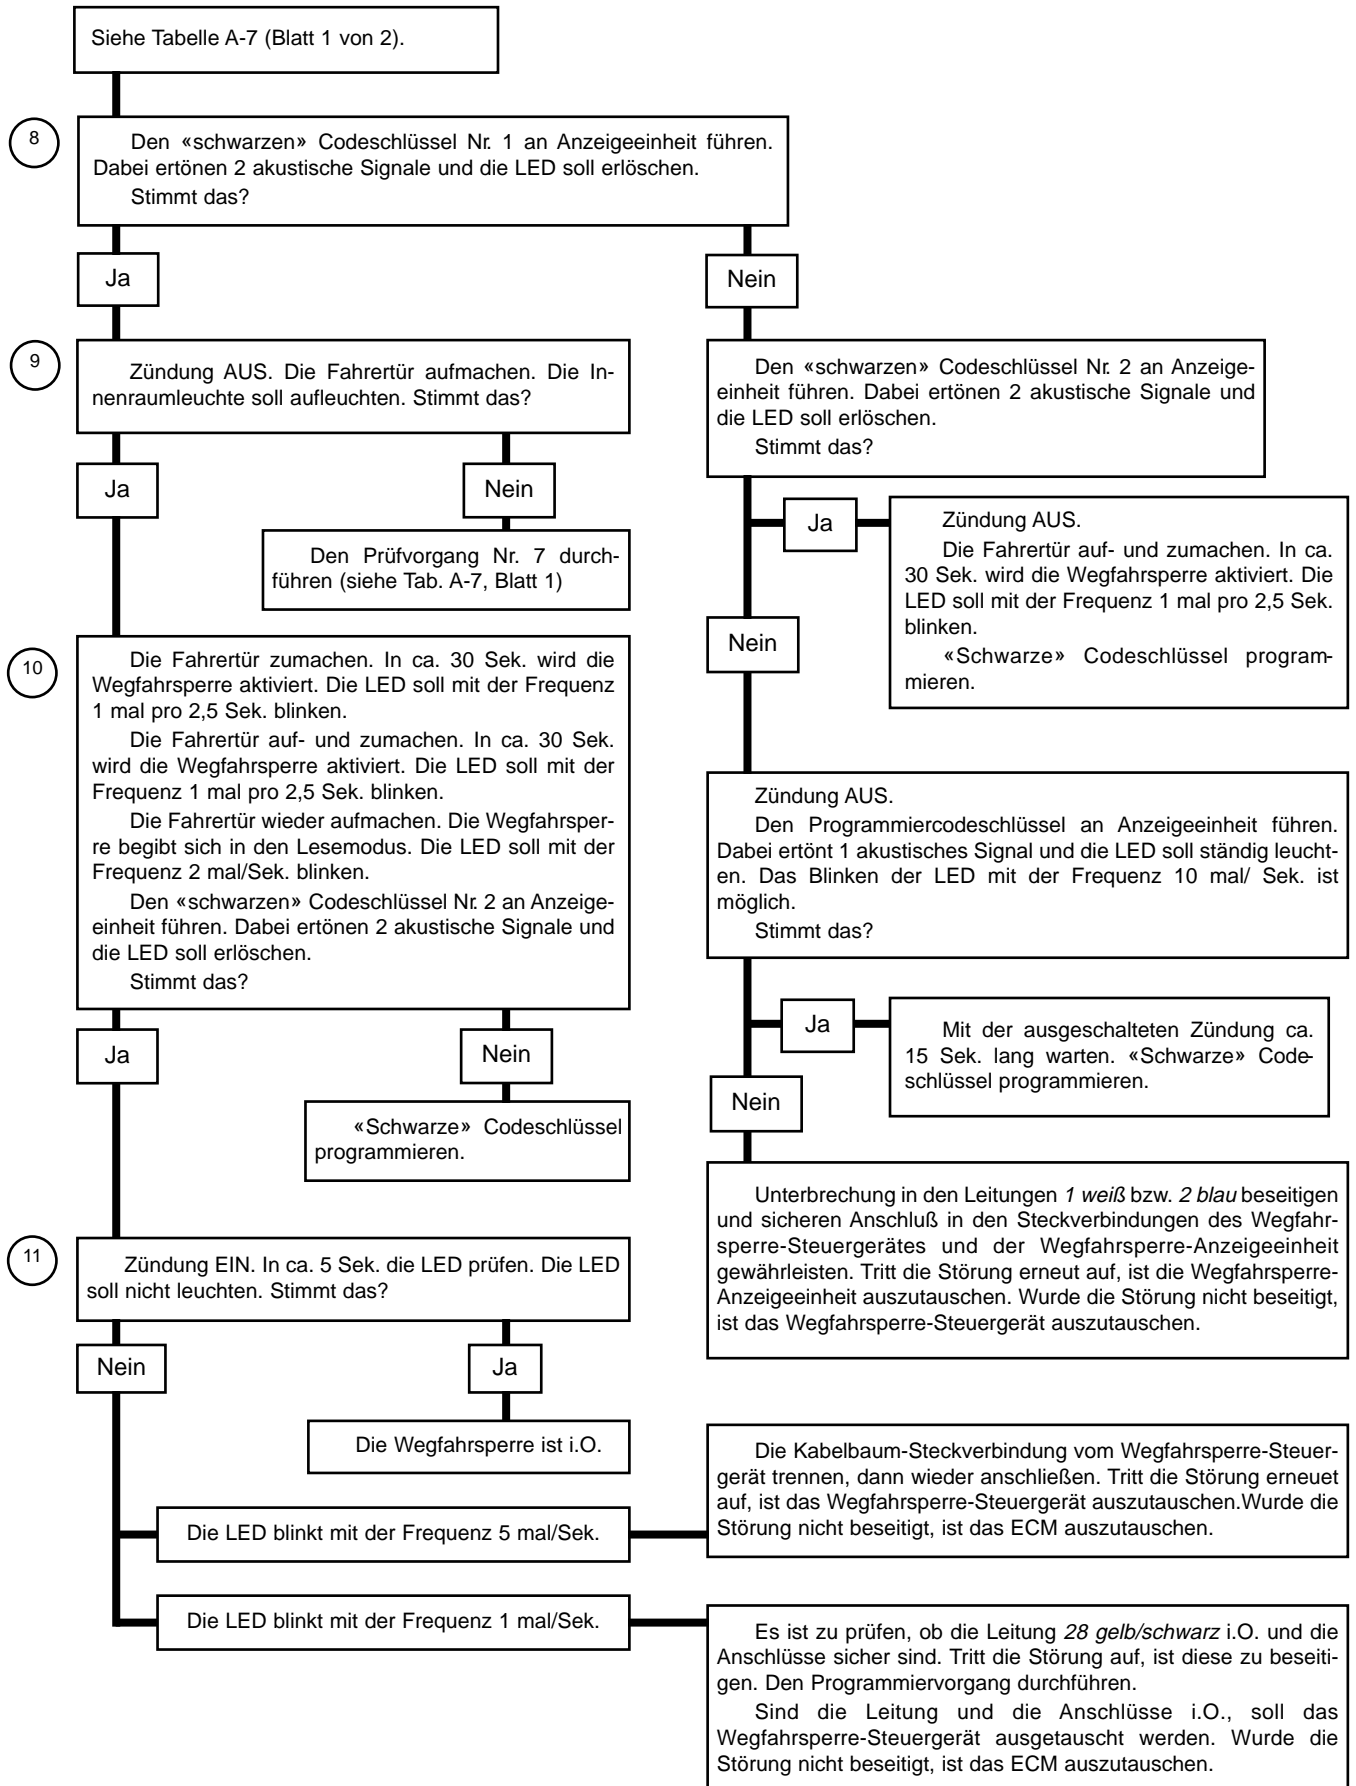 Siehe Tabelle A-7 (Blatt 1 von 2).
8
Den «schwarzen» Codeschlüssel Nr. 1 an Anzeigeeinheit führen.
Dabei ertönen 2 akustische Signale und die LED soll erlöschen.
Stimmt das?
Ja
Nein
9
Zündung AUS. Die Fahrertür aufmachen. Die In-
nenraumleuchte soll aufleuchten. Stimmt das?
Den «schwarzen» Codeschlüssel Nr. 2 an Anzeige-
einheit führen. Dabei ertönen 2 akustische Signale und
die LED soll erlöschen.
Stimmt das?
Ja
Nein
Den Prüfvorgang Nr. 7 durch-
führen (siehe Tab. A-7, Blatt 1)
Ja
Zündung AUS.
Die Fahrertür auf- und zumachen. In ca.
30 Sek. wird die Wegfahrsperre aktiviert. Die
LED soll mit der Frequenz 1 mal pro 2,5 Sek.
blinken.
«Schwarze» Codeschlüssel program-
mieren.
Nein
10
Die Fahrertür zumachen. In ca. 30 Sek. wird die
Wegfahrsperre aktiviert. Die LED soll mit der Frequenz
1 mal pro 2,5 Sek. blinken.
Die Fahrertür auf- und zumachen. In ca. 30 Sek.
wird die Wegfahrsperre aktiviert. Die LED soll mit der
Frequenz 1 mal pro 2,5 Sek. blinken.
Die Fahrertür wieder aufmachen. Die Wegfahrsper-
re begibt sich in den Lesemodus. Die LED soll mit der
Frequenz 2 mal/Sek. blinken.
Den «schwarzen» Codeschlüssel Nr. 2 an Anzeige-
einheit führen. Dabei ertönen 2 akustische Signale und
die LED soll erlöschen.
Stimmt das?
Zündung AUS.
Den Programmiercodeschlüssel an Anzeigeeinheit führen.
Dabei ertönt 1 akustisches Signal und die LED soll ständig leucht-
en. Das Blinken der LED mit der Frequenz 10 mal/ Sek. ist
möglich.
Stimmt das?
Ja
Nein
«Schwarze» Codeschlüssel
programmieren.
Ja
Mit der ausgeschalteten Zündung ca.
15 Sek. lang warten. «Schwarze» Code-
schlüssel programmieren.
Nein
Unterbrechung in den Leitungen 1 weiß bzw. 2 blau beseitigen
und sicheren Anschluß in den Steckverbindungen des Wegfahr-
sperre-Steuergerätes und der Wegfahrsperre-Anzeigeeinheit
gewährleisten. Tritt die Störung erneut auf, ist die Wegfahrsperre-
Anzeigeeinheit auszutauschen. Wurde die Störung nicht beseitigt,
ist das Wegfahrsperre-Steuergerät auszutauschen.
11
Zündung EIN. In ca. 5 Sek. die LED prüfen. Die LED
soll nicht leuchten. Stimmt das?
Nein
Ja
Die Wegfahrsperre ist i.O.
Die LED blinkt mit der Frequenz 5 mal/Sek.
Die Kabelbaum-Steckverbindung vom Wegfahrsperre-Steuer-
gerät trennen, dann wieder anschließen. Tritt die Störung erneuet
auf, ist das Wegfahrsperre-Steuergerät auszutauschen.Wurde die
Störung nicht beseitigt, ist das ECM auszutauschen.
Die LED blinkt mit der Frequenz 1 mal/Sek.
Es ist zu prüfen, ob die Leitung 28 gelb/schwarz i.O. und die
Anschlüsse sicher sind. Tritt die Störung auf, ist diese zu beseiti-
gen. Den Programmiervorgang durchführen.
Sind die Leitung und die Anschlüsse i.O., soll das
Wegfahrsperre-Steuergerät ausgetauscht werden. Wurde die
Störung nicht beseitigt, ist das ECM auszutauschen.